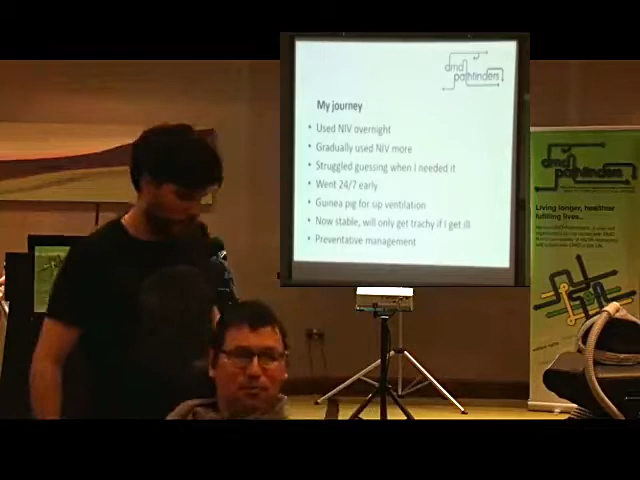 dmd
pathfinders
My journey
• Used NIV overnight
• Gradually used NIV more
• Struggled guessing when I needed it
• Went 24/7 early
• Guinea pig for sip ventilation
• Now stable, will only get trachy if I get ill
• Preventative management
dmd
pathfinders
Living longer, healthier
fulfilling lives...